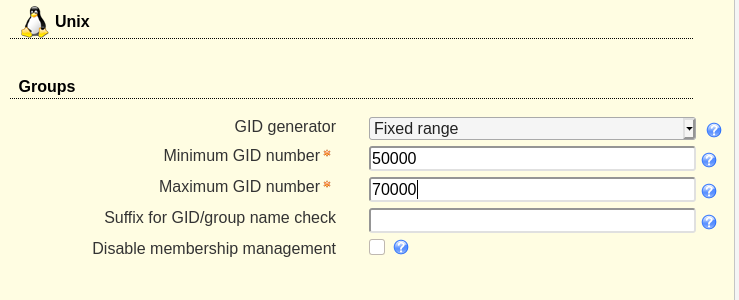 Unix
Groups
GID generator Fixed range
Minimum GID number* 50000
Maximum GID number* 70000
Suffix for GID/group name check
Disable membership management